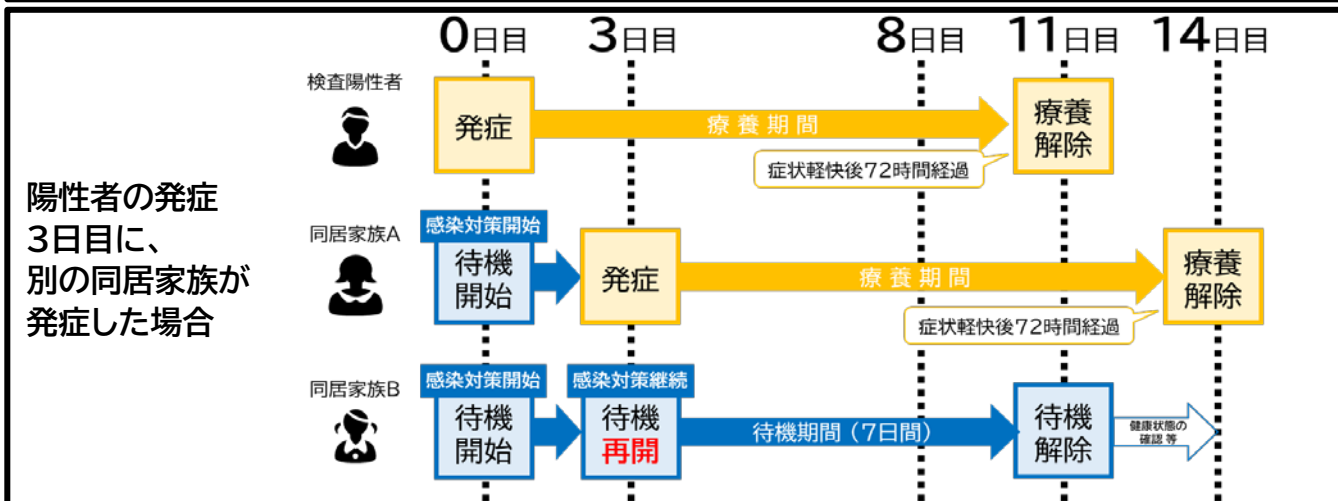 0日目 3日目 8日目 11日目 14日目
陽性者の発症
3日目に、
別の同居家族が
発症した場合
検査陽性者
発症
療養期間
療養
解除
症状軽快後72時間経過
同居家族A
感染対策開始
待機
開始
発症
療養期間
療養
解除
症状軽快後72時間経過
同居家族B
感染対策開始
待機
開始
感染対策継続
待機
再開
待機期間（7日間）
待機
解除
健康状態の
確認等